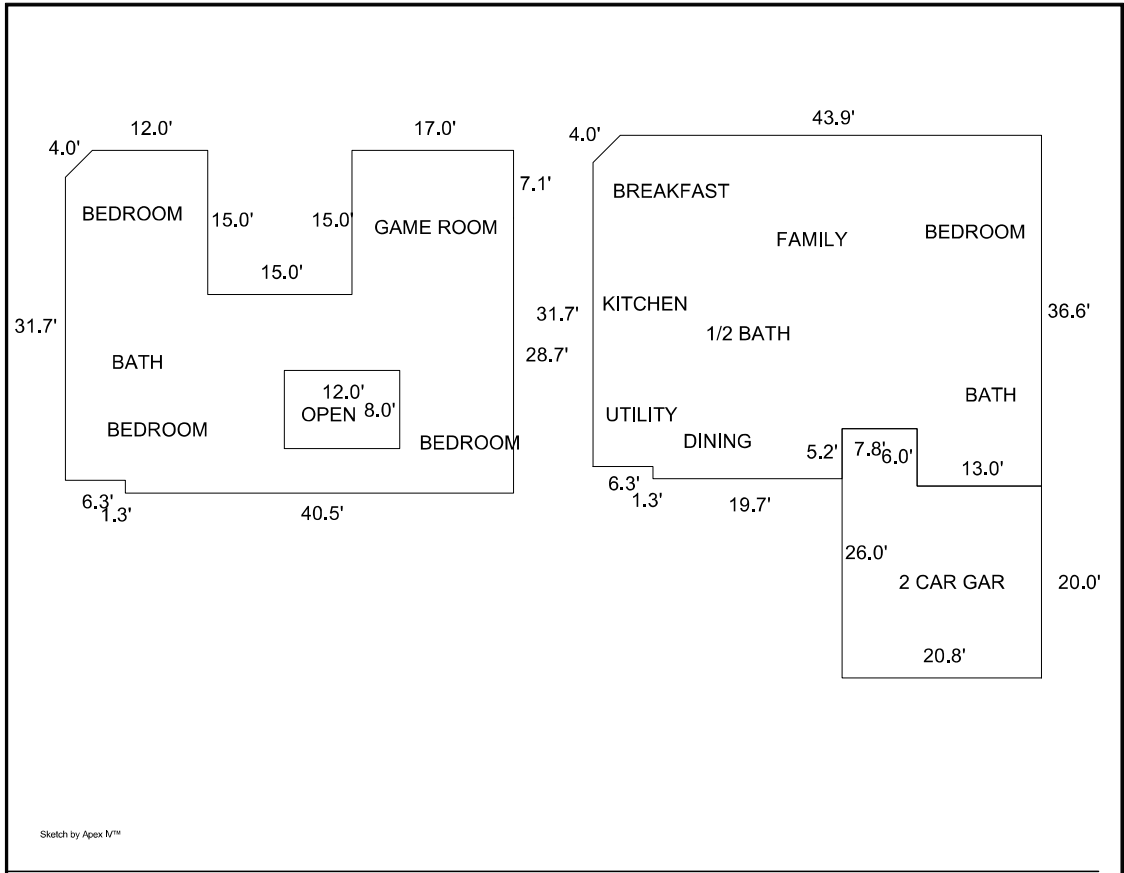 12.0'
17.0'
4.0'
7.1'
BEDROOM
15.0'
15.0'
GAME ROOM
15.0'
31.7'
28.7'
BATH
12.0'
OPEN
8.0'
BEDROOM
BEDROOM
6.3'
1.3'
40.5'
43.9'
4.0'
BREAKFAST
FAMILY
BEDROOM
KITCHEN
31.7'
36.6'
1/2 BATH
BATH
UTILITY
DINING
5.2'
7.8'
6.0'
13.0'
6.3'
1.3'
19.7'
26.0'
2 CAR GAR
20.0'
20.8'
Sketch by Apex IV™